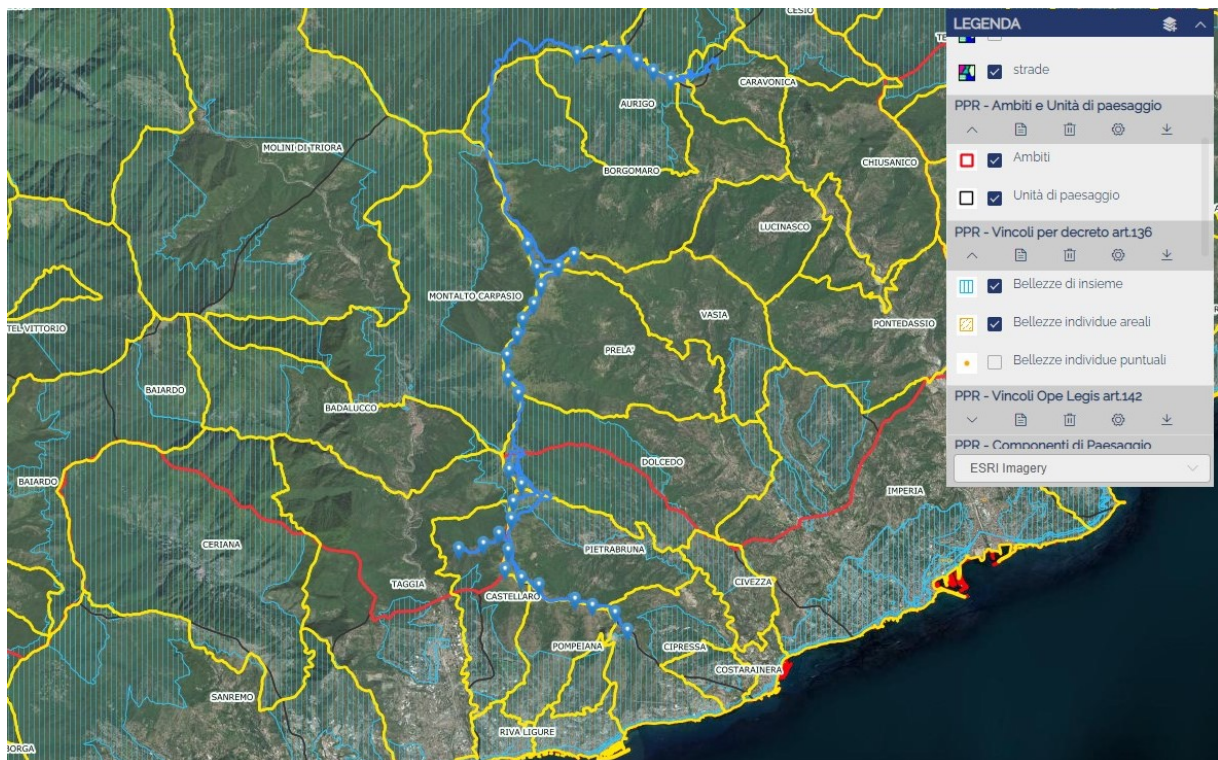 CESIO
LEGENDA
TE
strade
CARAVONICA
AURIGO
PPR - Ambiti e Unità di paesaggio
MOLINI DI TRIORA
Ambiti
CHIUSANICO
BORGOMARO
Unità di paesaggio
LUCINASCO
PPR - Vincoli per decreto art.136
Bellezze di insieme
MONTALTO CARPASIO
VASIA
PONTEDASSIO
Bellezze individue areali
TEL VITTORIO
PRELA'
Bellezze individue puntuali
BAIARDO
PPR - Vincoli Ope Legis art.142
BADALUCCO
PPR - Componenti di Paesaggio
DOLCEDO
ESRI Imagery
BAIARDO
IMPERIA
CERIANA
PIETRABRUNA
TAGGIA
CIVEZZA
CASTELLARO
POMPEIANA
CIPRESSA
COSTARAINERA
SANREMO
RIVA LIGURE
BORGA